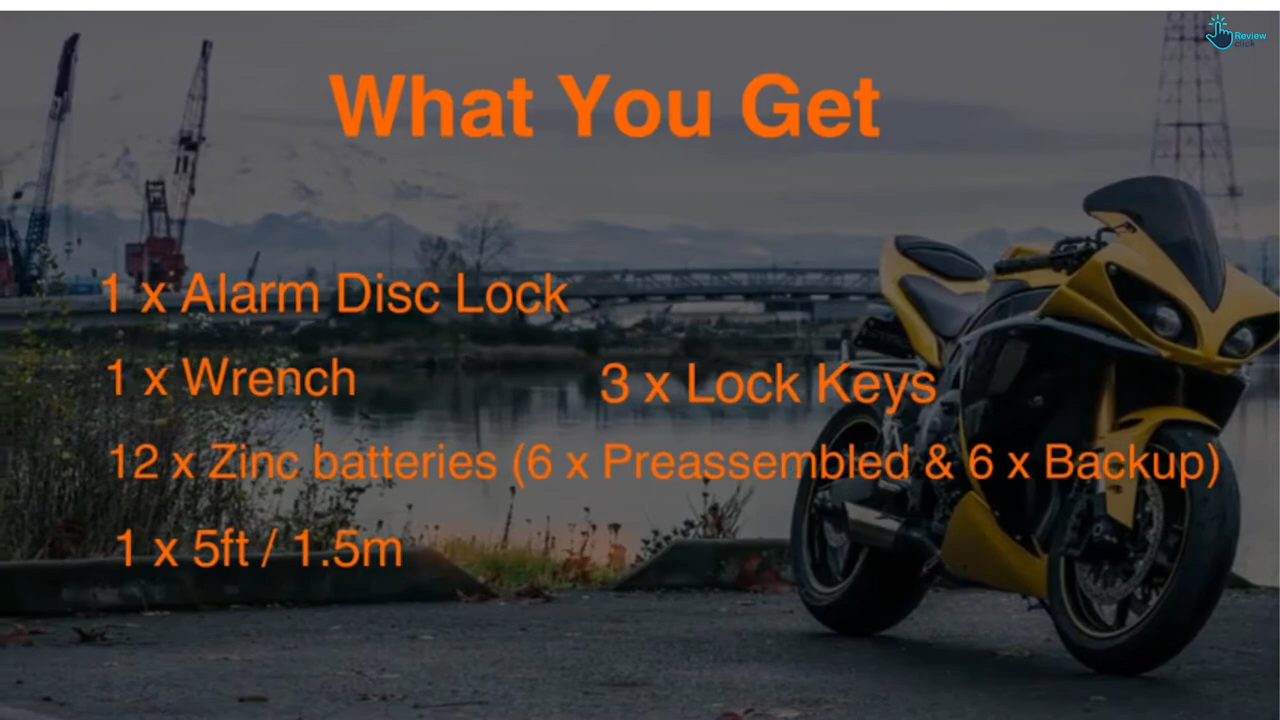 Review
click
What You Get
1 x Alarm Disc Lock
1 x Wrench
3 x Lock Keys
12 x Zinc batteries (6 x Preassembled & 6 x Backup)
1 x 5ft / 1.5m